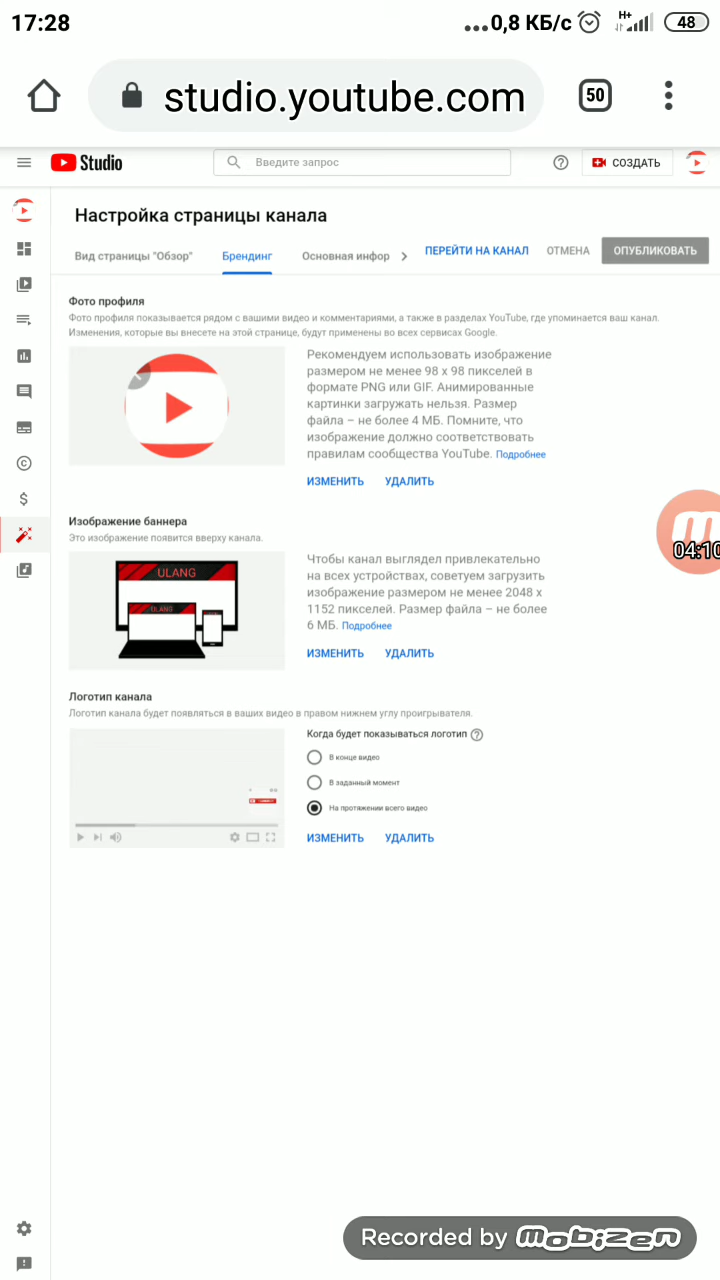 17:28
...0,8 КБ/с
H+
48
studio.youtube.com
50
Studio
Введите запрос
СОЗДАТЬ
Настройка страницы канала
Вид страницы "Обзор"
Брендинг
Основная инфор
ПЕРЕЙТИ НА КАНАЛ
ОТМЕНА
ОПУБЛИКОВАТЬ
Фото профиля
Фото профиля показывается рядом с вашими видео и комментариями, а также в разделах YouTube, где упоминается ваш канал.
Изменения, которые вы внесете на этой странице, будут применены во всех сервисах Google.
Рекомендуем использовать изображение
размером не менее 98 x 98 пикселей в
формате PNG или GIF. Анимированные
картинки загружать нельзя. Размер
файла – не более 4 МБ. Помните, что
изображение должно соответствовать
правилам сообщества YouTube. Подробнее
ИЗМЕНИТЬ
УДАЛИТЬ
04:10
Изображение баннера
Это изображение появится вверху канала.
ULANG
ULANG
Чтобы канал выглядел привлекательно
на всех устройствах, советуем загрузить
изображение размером не менее 2048 x
1152 пикселей. Размер файла – не более
6 МБ. Подробнее
ИЗМЕНИТЬ
УДАЛИТЬ
Логотип канала
Логотип канала будет появляться в ваших видео в правом нижнем углу проигрывателя.
Когда будет показываться логотип
В конце видео
В заданный момент
На протяжении всего видео
ИЗМЕНИТЬ
УДАЛИТЬ
Recorded by mobizen